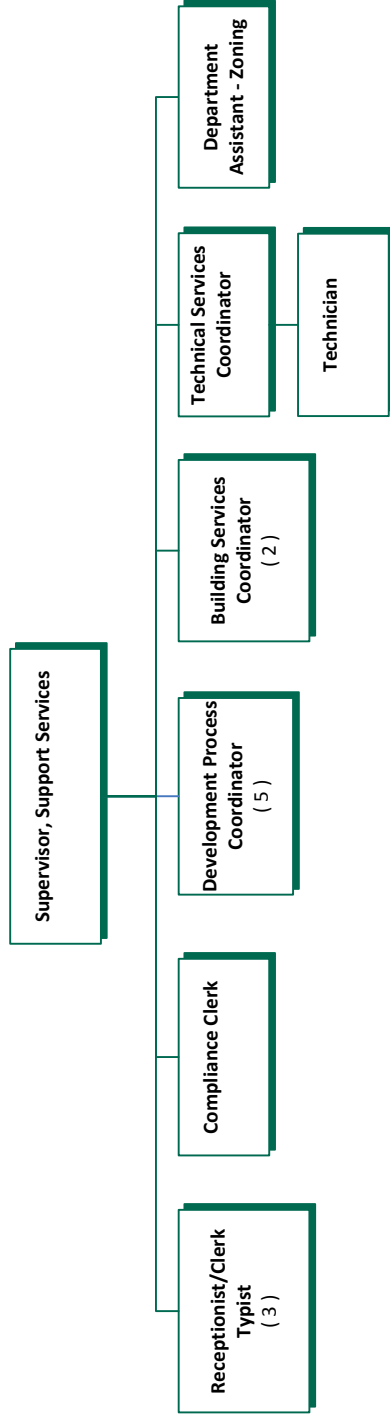 Supervisor, Support Services
Receptionist/Clerk
Typist
( 3 )
Compliance Clerk
Development Process
Coordinator
( 5 )
Building Services
Coordinator
( 2 )
Technical Services
Coordinator
Department
Assistant - Zoning
Technician